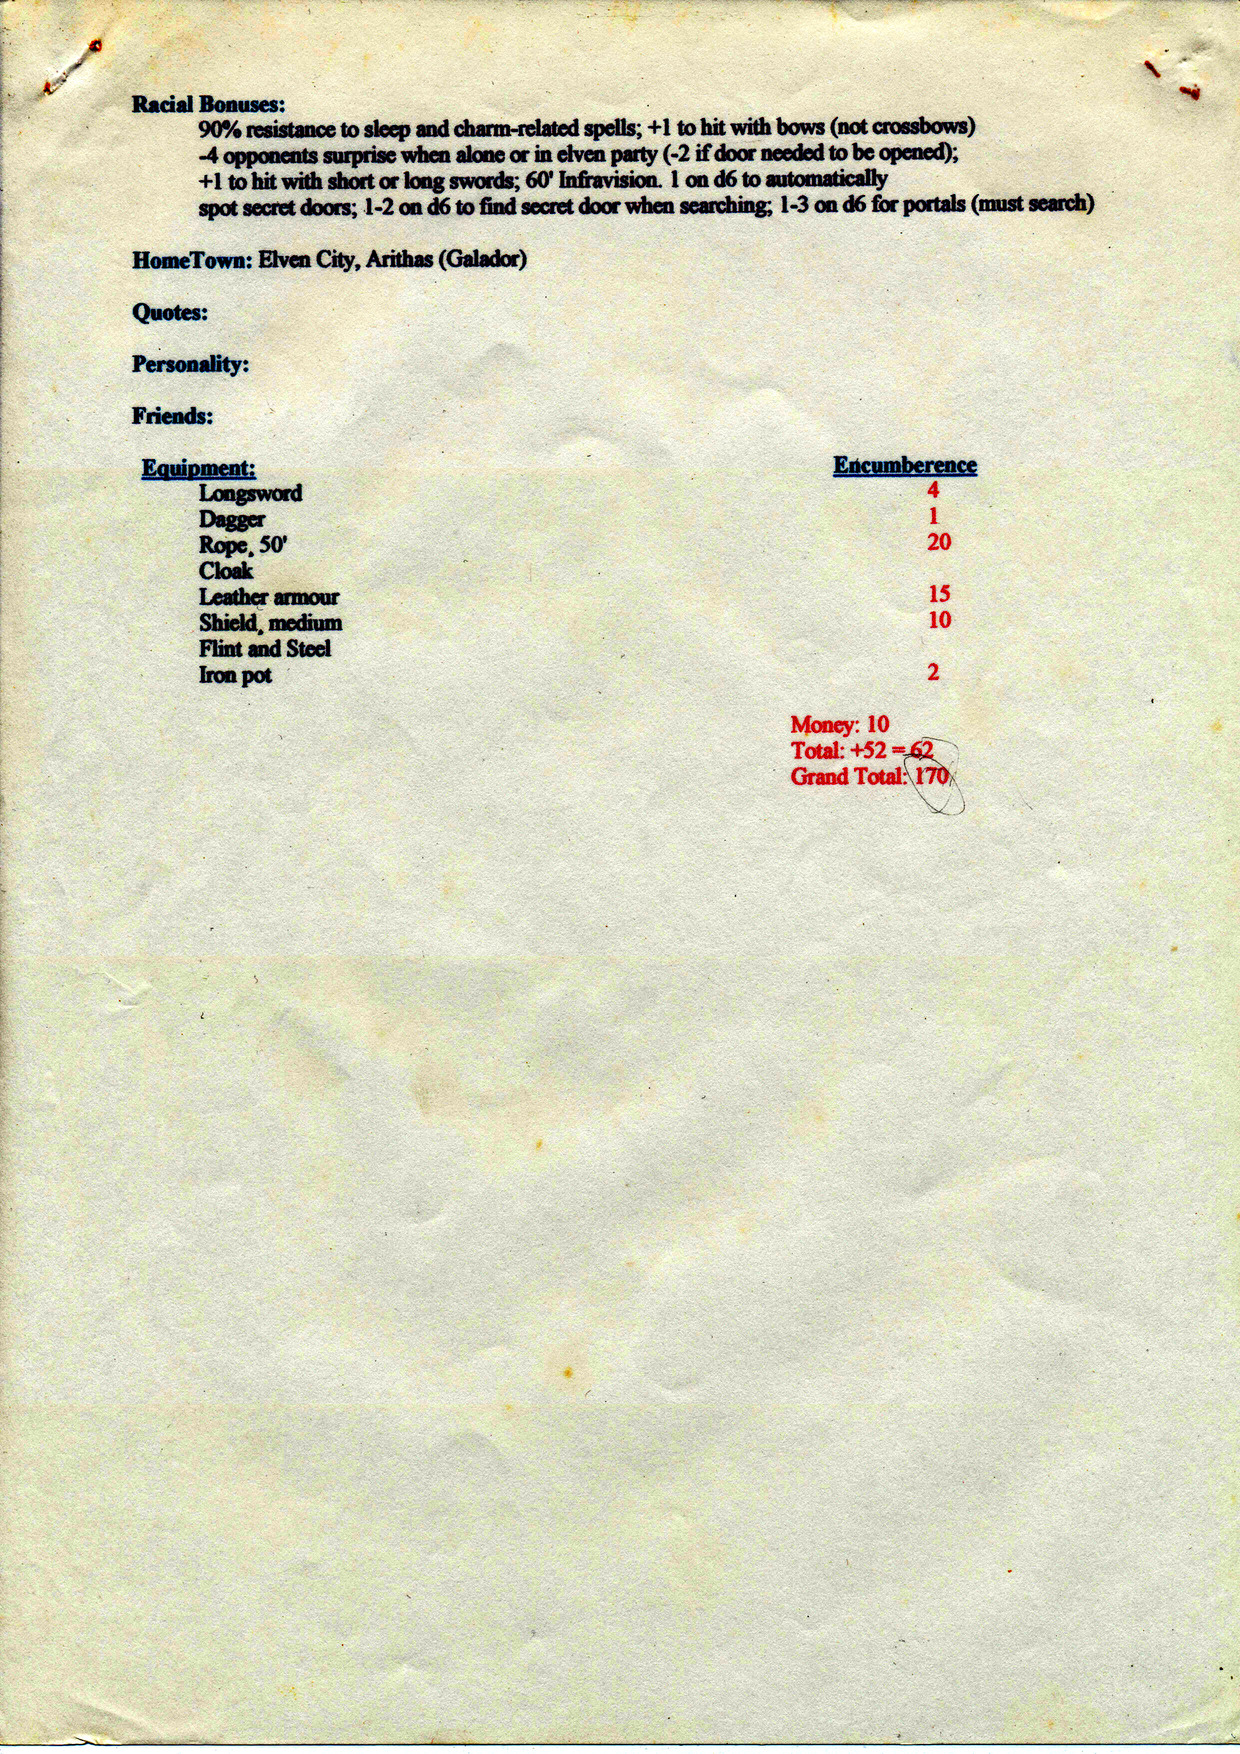 Racial Bonuses:
90% resistance to sleep and charm-related spells; +1 to hit with bows (not crossbows)
-4 opponents surprise when alone or in elven party (-2 if door needed to be opened);
+1 to hit with short or long swords; 60' Infravision. 1 on d6 to automatically
spot secret doors; 1-2 on d6 to find secret door when searching; 1-3 on d6 for portals (must search)
HomeTown: Elven City, Arithas (Galador)
Quotes:
Personality:
Friends:
Equipment: Encumberence
Longsword 4
Dagger 1
Rope, 50' 20
Cloak
Leather armour 15
Shield, medium 10
Flint and Steel
Iron pot 2
Money: 10
Total: +52 = 62
Grand Total: 170